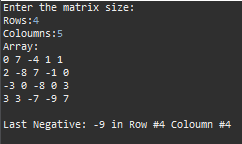 Enter the matrix size:
Rows:4
Coloumns:5
Array:
0 7 -4 1 1
2 -8 7 -1 0
-3 0 -8 0 3
3 3 -7 -9 7
Last Negative: -9 in Row #4 Coloumn #4